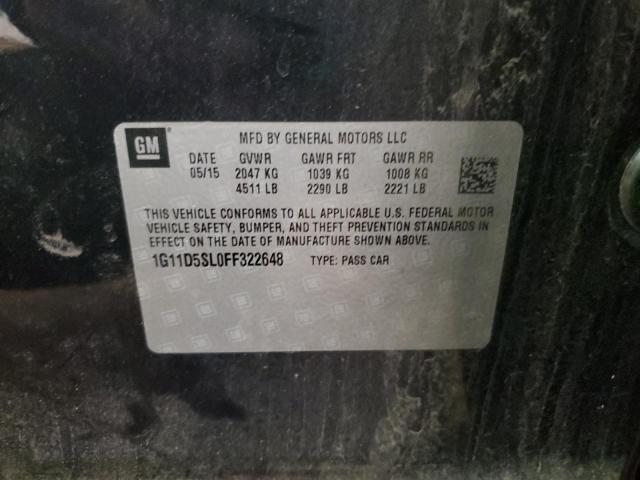 GM MFD BY GENERAL MOTORS LLC
DATE GVWR GAWR FRT GAWR RR
05/15 2047 KG 1039 KG 1008 KG
4511 LB 2290 LB 2221 LB
THIS VEHICLE CONFORMS TO ALL APPLICABLE U.S. FEDERAL MOTOR
VEHICLE SAFETY, BUMPER, AND THEFT PREVENTION STANDARDS IN
EFFECT ON THE DATE OF MANUFACTURE SHOWN ABOVE.
1G11D5SL0FF322648 TYPE: PASS CAR